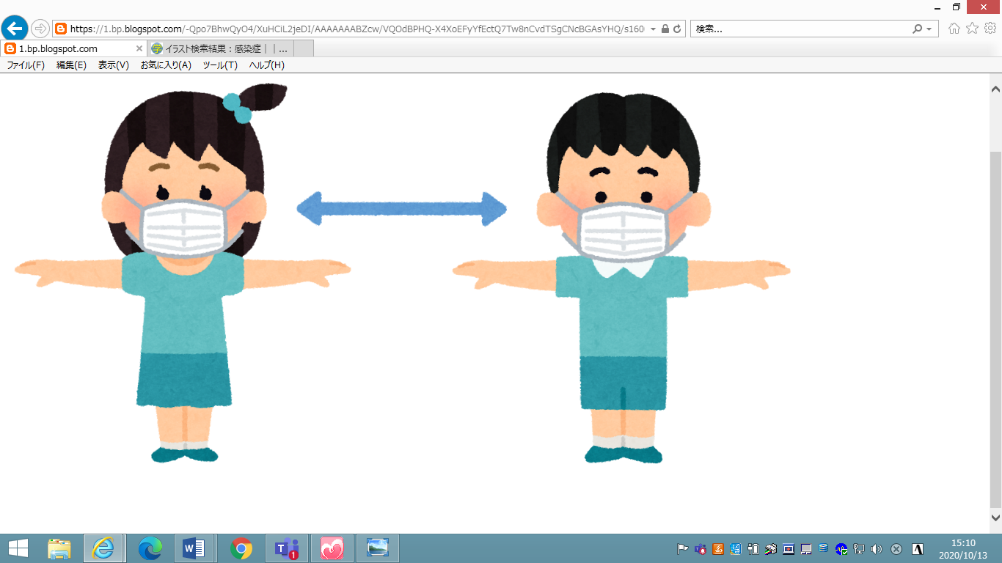 https://1.bp.blogspot.com/-Qpo7BhwQyO4/XuHCiL2jeDI/AAAAAAABZcw/VQOdBPHQ-X4XoEFyYfEctQ7Tw8nCvdTSgCNcBGAsYHQ/s160
検索...
1.bp.blogspot.com
イラスト検索結果：感染症｜｜...
ファイル(F) 編集(E) 表示(V) お気に入り(A) ツール(T) ヘルプ(H)
15:10
2020/10/13